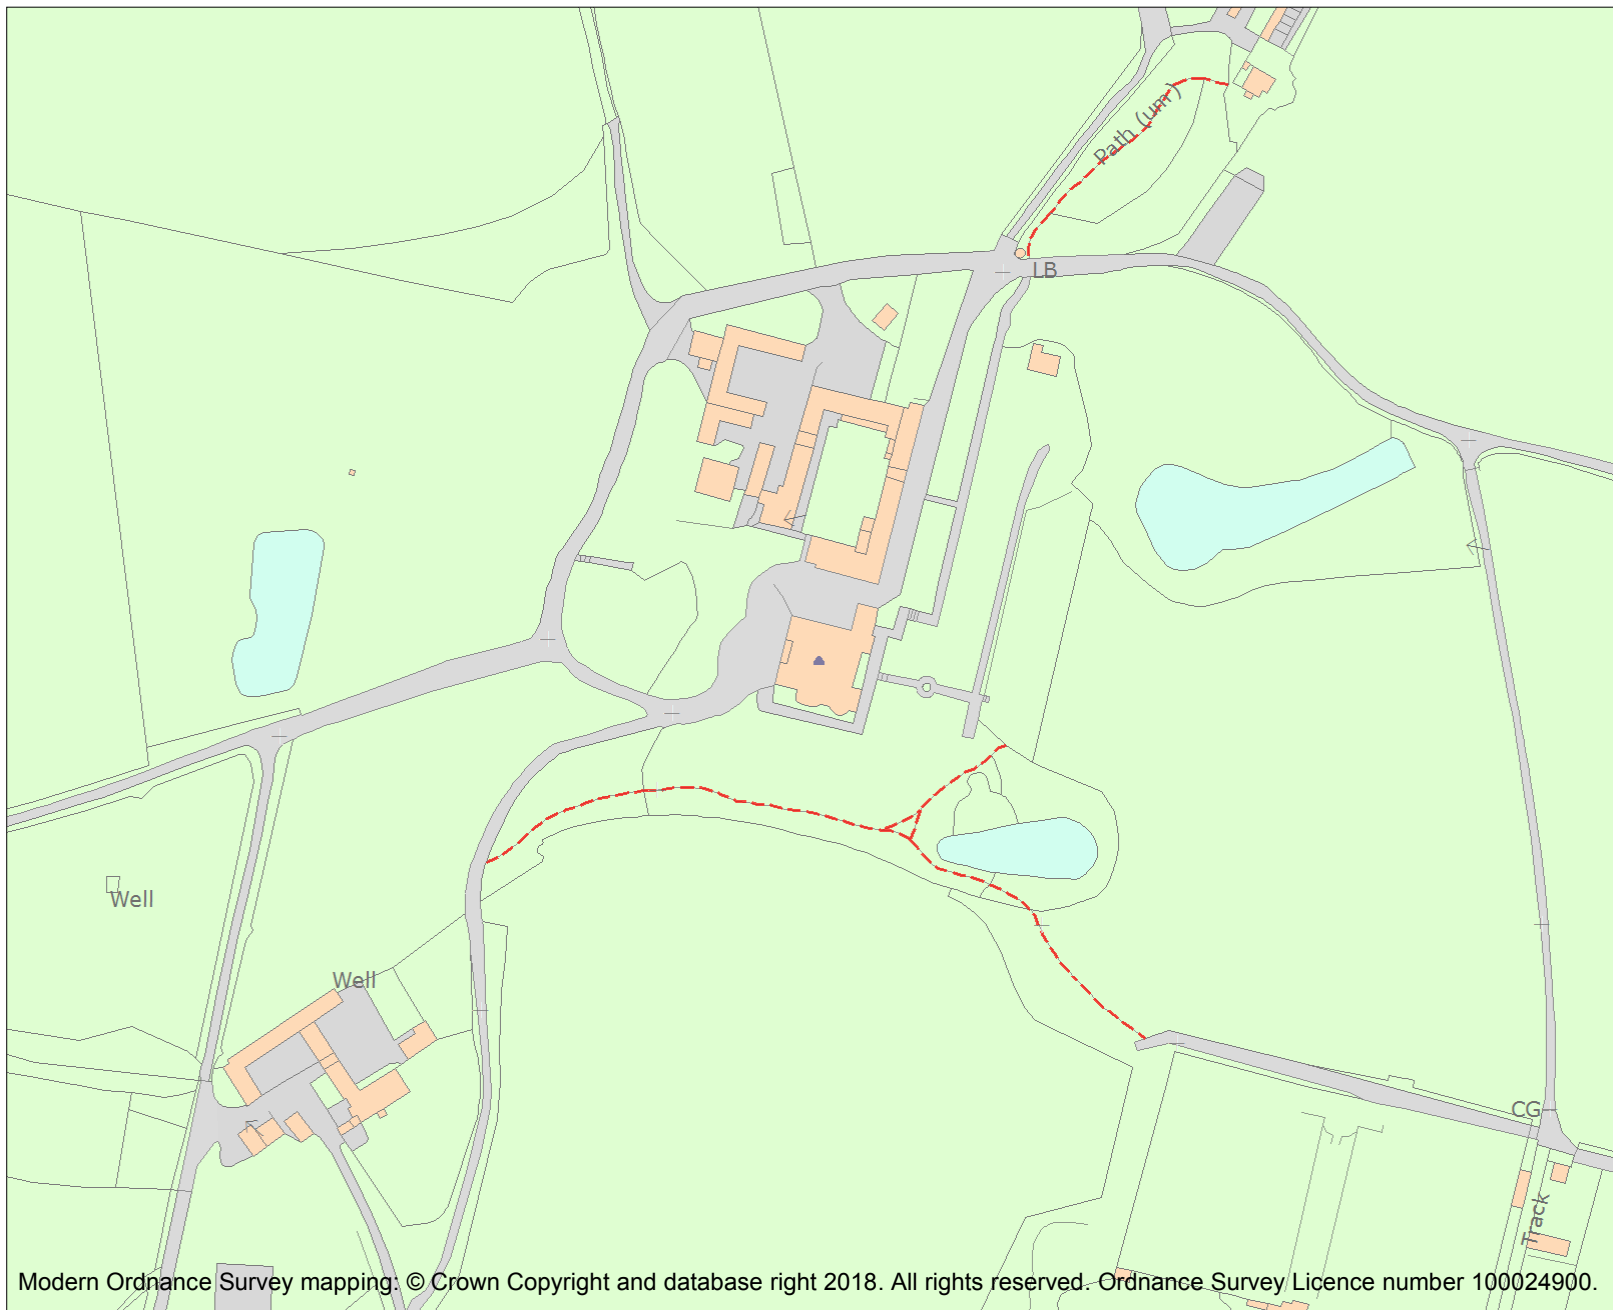 Path (um)
LB
Well
Well
CG
Track
Modern Ordnance Survey mapping: © Crown Copyright and database right 2018. All rights reserved. Ordnance Survey Licence number 100024900.